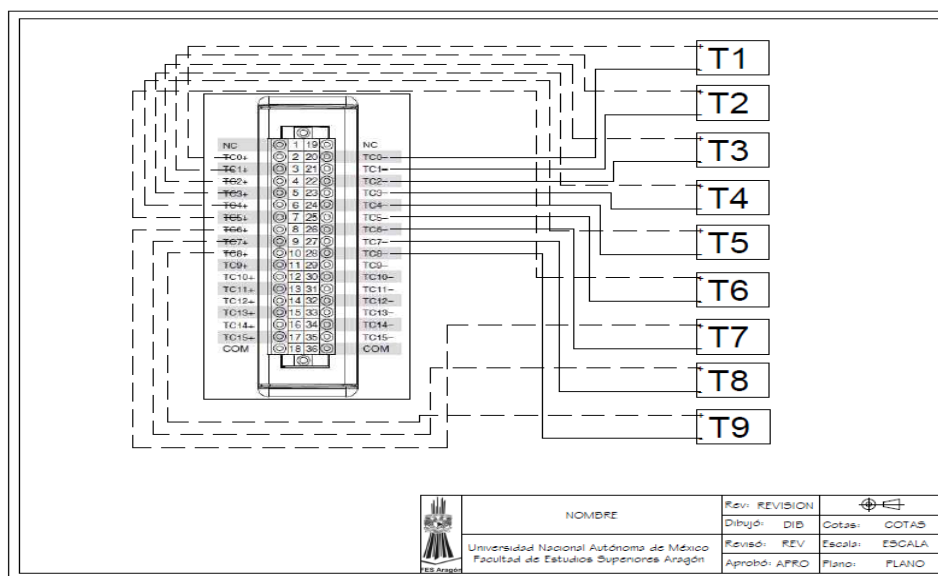 T1
T2
T3
T4
T5
T6
T7
T8
T9
NC 1 19 NC
TC0+ 2 20 TC0-
TC1+ 3 21 TC1-
TC2+ 4 22 TC2-
TC3+ 5 23 TC3-
TC4+ 6 24 TC4-
TC5+ 7 25 TC5-
TC6+ 8 26 TC6-
TC7+ 9 27 TC7-
TC8+ 10 28 TC8-
TC9+ 11 29 TC9-
TC10+ 12 30 TC10-
TC11+ 13 31 TC11-
TC12+ 14 32 TC12-
TC13+ 15 33 TC13-
TC14+ 16 34 TC14-
TC15+ 17 35 TC15-
COM 18 36 COM
FES Aragón
NOMBRE
Universidad Nacional Autónoma de México
Facultad de Estudios Superiores Aragón
Rev: REVISION
Dibujó: DIB Cotas: COTAS
Revisó: REV Escala: ESCALA
Aprobó: APRO Plano: PLANO